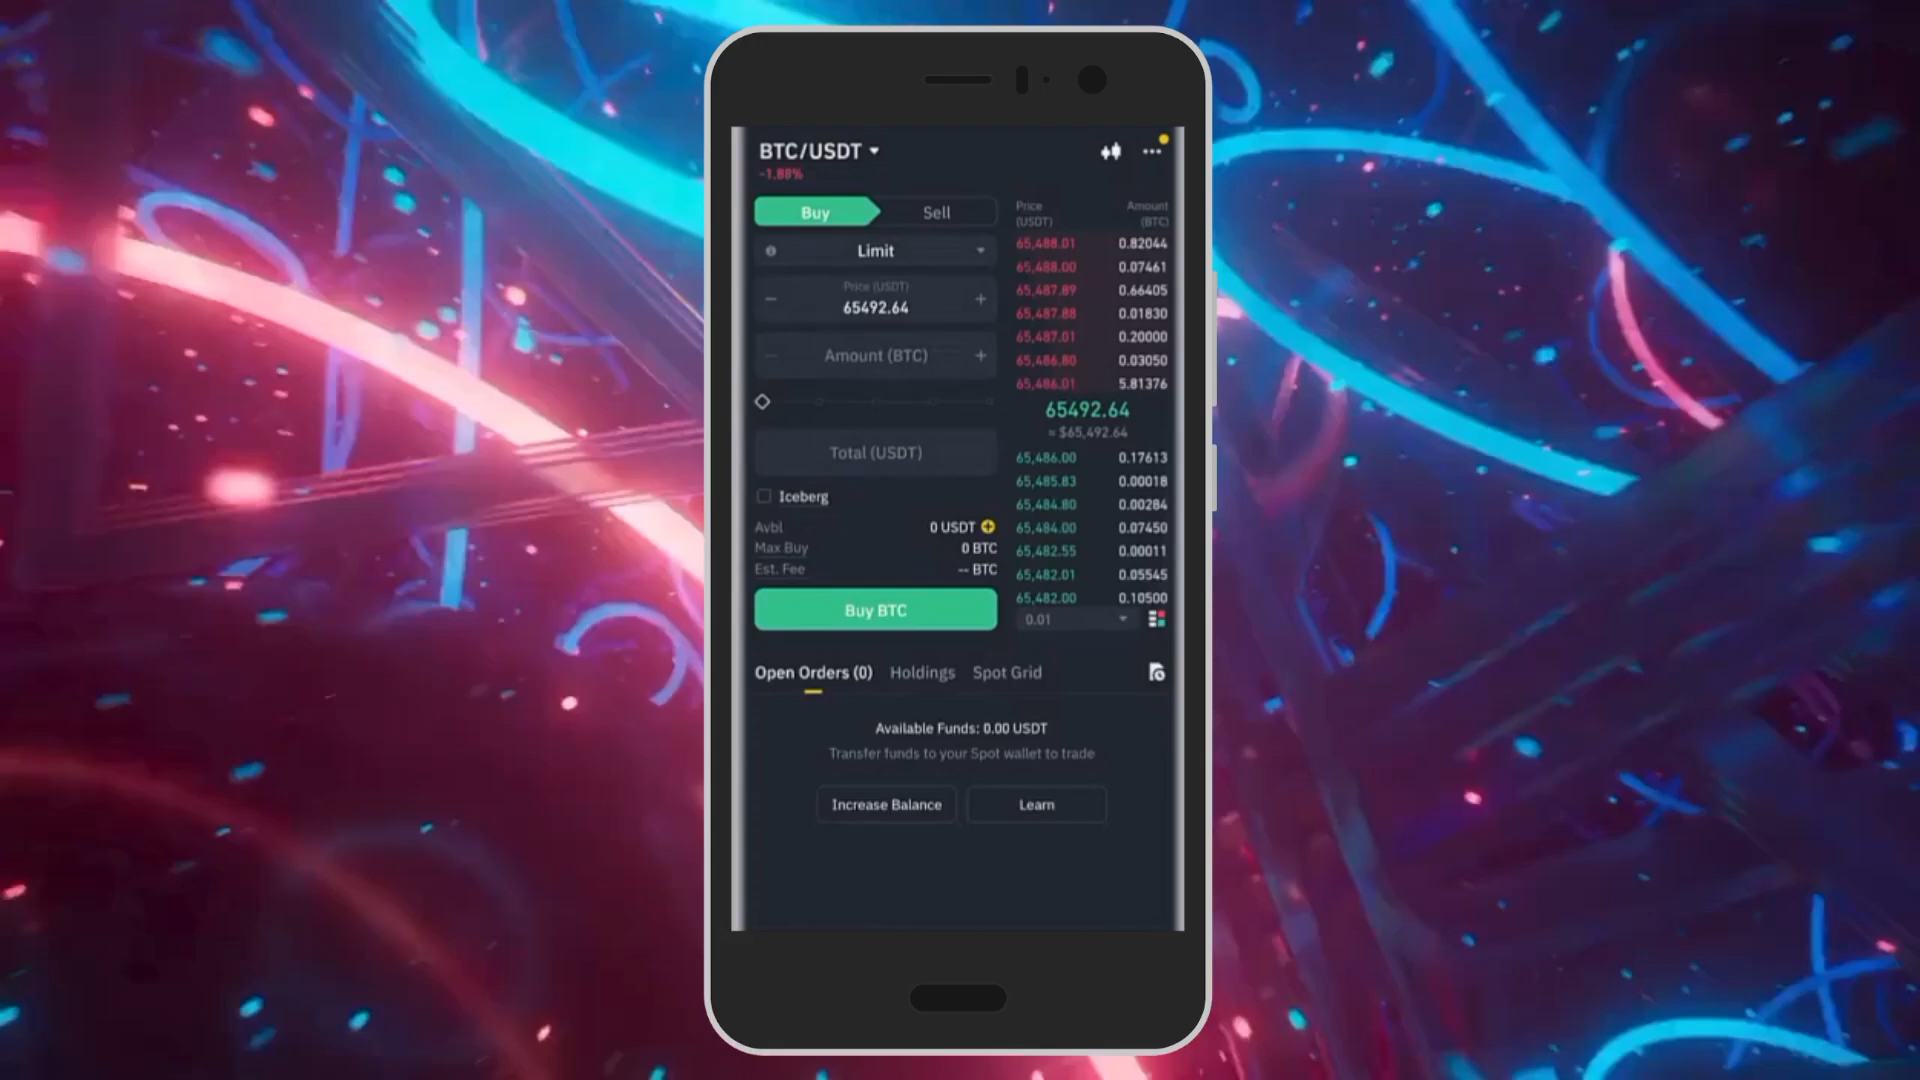 BTC/USDT
-1.88%
Buy
Sell
Limit
Price (USDT)
65492.64
Amount (BTC)
Total (USDT)
Iceberg
Avbl 0 USDT
Max Buy 0 BTC
Est. Fee -- BTC
Buy BTC
Price (USDT) Amount (BTC)
65,488.01 0.82044
65,488.00 0.07461
65,487.89 0.66405
65,487.88 0.01830
65,487.01 0.20000
65,486.80 0.03050
65,486.01 5.81376
65492.64
≈ $65,492.64
65,486.00 0.17613
65,485.83 0.00018
65,484.80 0.00284
65,484.00 0.07450
65,482.55 0.00011
65,482.01 0.05545
65,482.00 0.10500
0.01
Open Orders (0) Holdings Spot Grid
Available Funds: 0.00 USDT
Transfer funds to your Spot wallet to trade
Increase Balance Learn